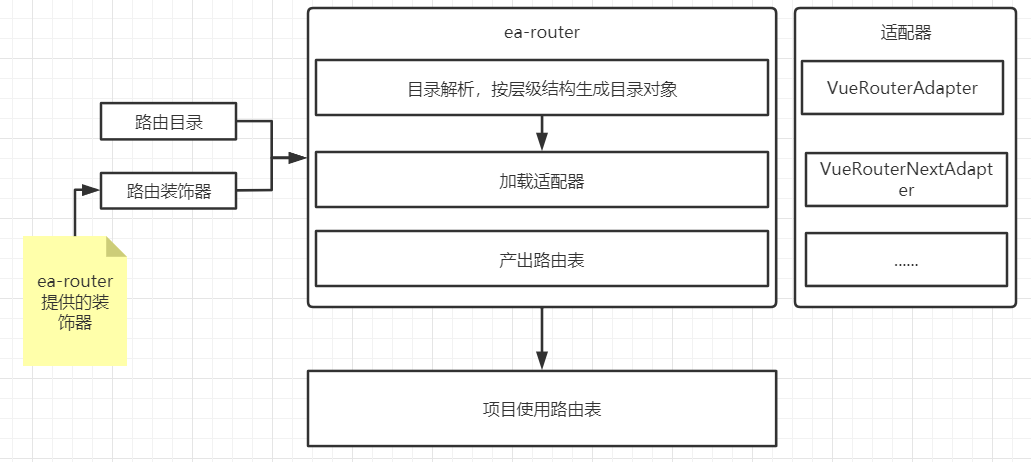 ea-router
适配器
目录解析，按层级结构生成目录对象
VueRouterAdapter
路由目录
加载适配器
VueRouterNextAdapt
er
路由装饰器
产出路由表
......
ea-router
提供的装
饰器
项目使用路由表